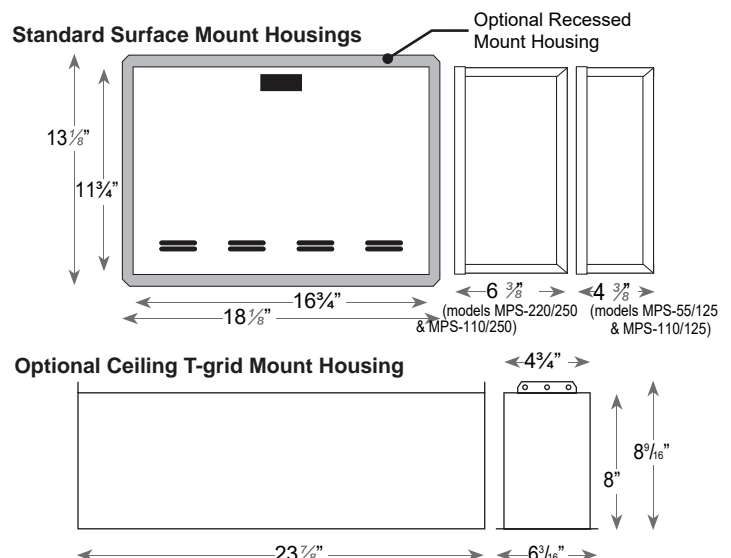 Optional Recessed
Mount Housing
Standard Surface Mount Housings
13⅛”
11¾”
16¾”
18⅛”
6 ⅜”
4 ⅜”
(models MPS-220/250
& MPS-110/250)
(models MPS-55/125
& MPS-110/125)
Optional Ceiling T-grid Mount Housing
4¾”
8⁹/₁₆”
8”
23⅞”
6³/₁₆”